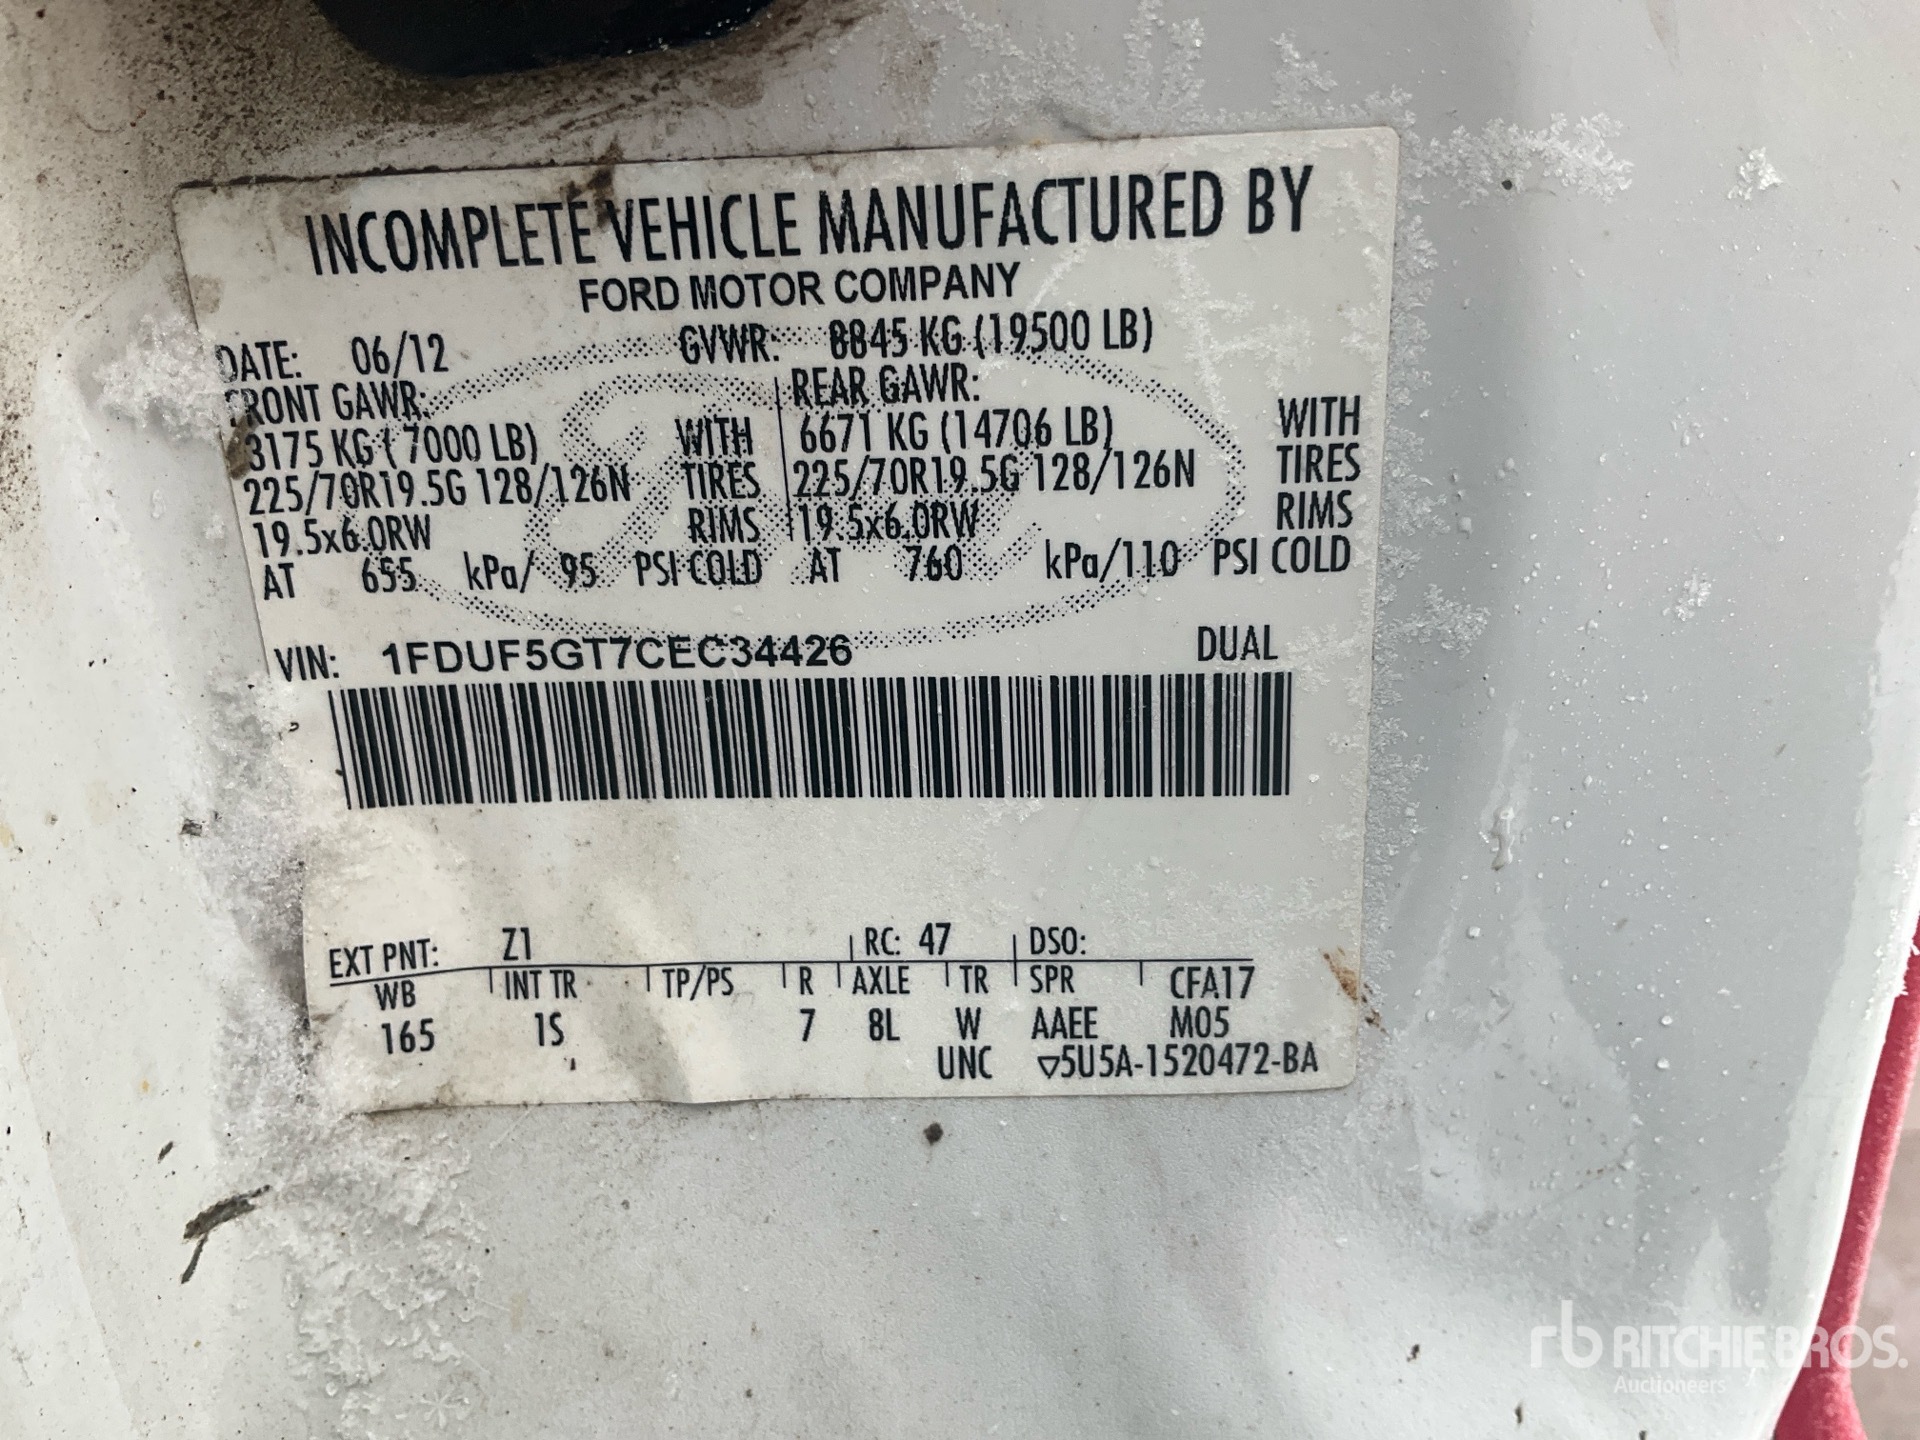 INCOMPLETE VEHICLE MANUFACTURED BY
FORD MOTOR COMPANY
DATE: 06/12 GVWR: 8845 KG (19500 LB)
FRONT GAWR: REAR GAWR:
3175 KG ( 7000 LB) WITH 6671 KG (14706 LB) WITH
225/70R19.5G 128/126N TIRES 225/70R19.5G 128/126N TIRES
19.5x6.0RW RIMS 19.5x6.0RW RIMS
AT 655 kPa/ 95 PSI COLD AT 760 kPa/110 PSI COLD
VIN: 1FDUF5GT7CEC34426 DUAL
EXT PNT: Z1 RC: 47 DSO:
WB INT TR TP/PS R AXLE TR SPR CFA17
165 1S 7 8L W AAEE M05
UNC ▽5U5A-1520472-BA
rb RITCHIE BROS.
Auctioneers